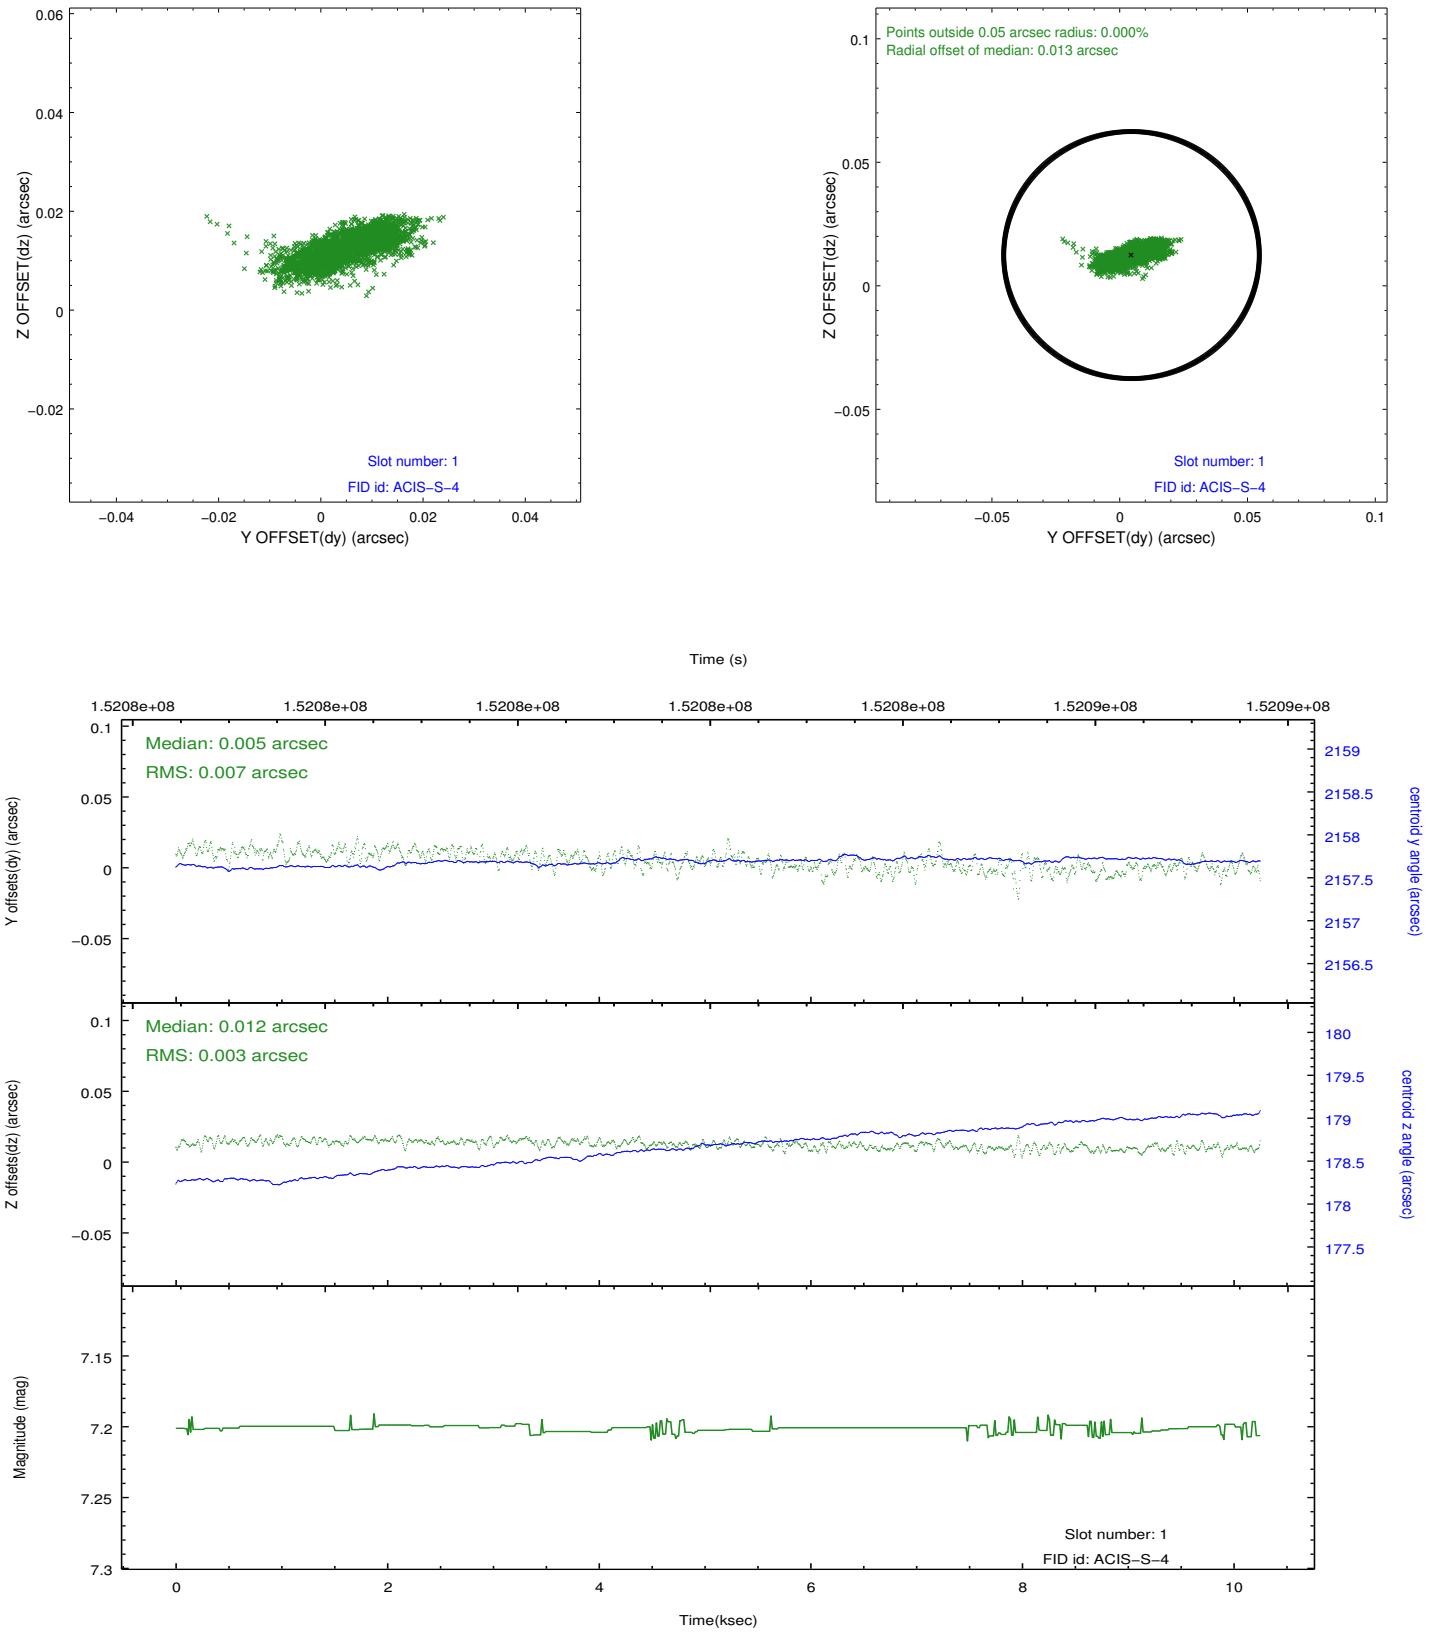 0.06
0.04
0.02
0
−0.02
Z OFFSET(dz) (arcsec)
Slot number: 1
FID id: ACIS−S−4
−0.04 −0.02 0 0.02 0.04
Y OFFSET(dy) (arcsec)
Points outside 0.05 arcsec radius: 0.000%
Radial offset of median: 0.013 arcsec
0.1
0.05
0
−0.05
Z OFFSET(dz) (arcsec)
Slot number: 1
FID id: ACIS−S−4
−0.05 0 0.05 0.1
Y OFFSET(dy) (arcsec)
Time (s)
1.5208e+08 1.5208e+08 1.5208e+08 1.5208e+08 1.5208e+08 1.5209e+08 1.5209e+08
Median: 0.005 arcsec
RMS: 0.007 arcsec
0.1
0.05
0
−0.05
Y offsets(dy) (arcsec)
2159
2158.5
2158
2157.5
2157
2156.5
centroid y angle (arcsec)
Median: 0.012 arcsec
RMS: 0.003 arcsec
0.1
0.05
0
−0.05
Z offsets(dz) (arcsec)
180
179.5
179
178.5
178
177.5
centroid z angle (arcsec)
7.15
7.2
7.25
7.3
Magnitude (mag)
Slot number: 1
FID id: ACIS−S−4
0 2 4 6 8 10
Time(ksec)